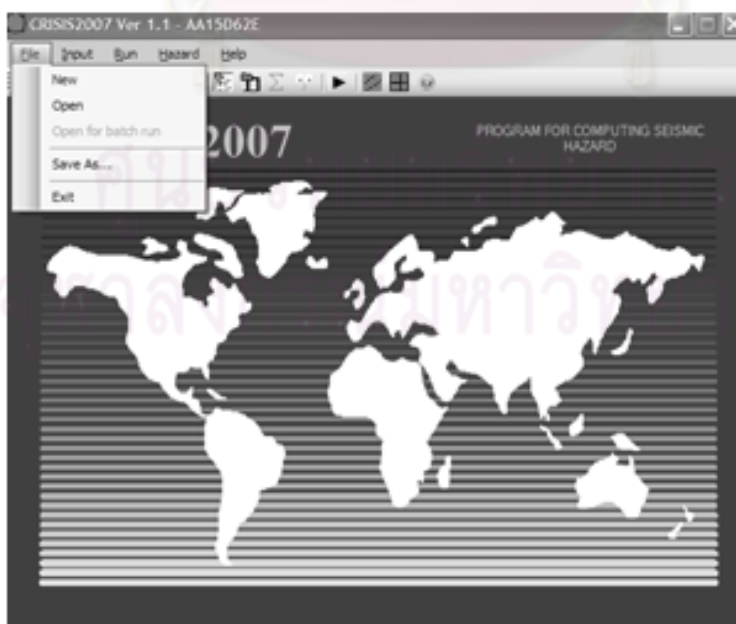 CRISIS2007 Ver 1.1 - AA15D62E
File Input Run Hazard Help
New
Open
Open for batch run
Save As...
Exit
2007
PROGRAM FOR COMPUTING SEISMIC
HAZARD